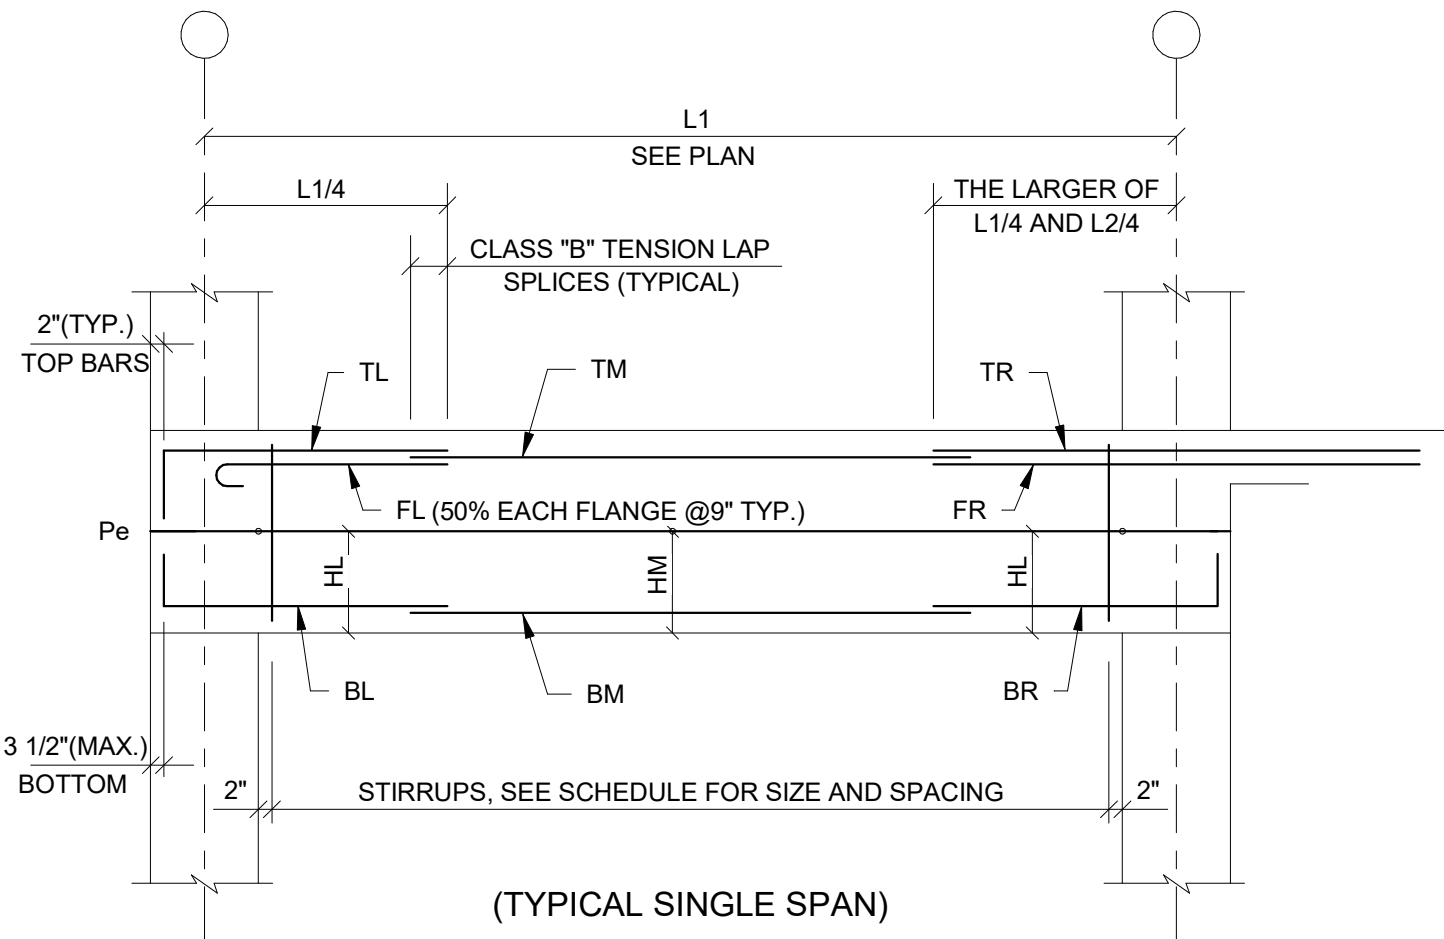 L1
SEE PLAN
L1/4
THE LARGER OF
L1/4 AND L2/4
CLASS "B" TENSION LAP
SPLICES (TYPICAL)
2"(TYP.)
TOP BARS
TL
TM
TR
FL (50% EACH FLANGE @9" TYP.)
FR
Pe
HL
HM
HL
BL
BM
BR
3 1/2"(MAX.)
BOTTOM
2"
STIRRUPS, SEE SCHEDULE FOR SIZE AND SPACING
2"
(TYPICAL SINGLE SPAN)